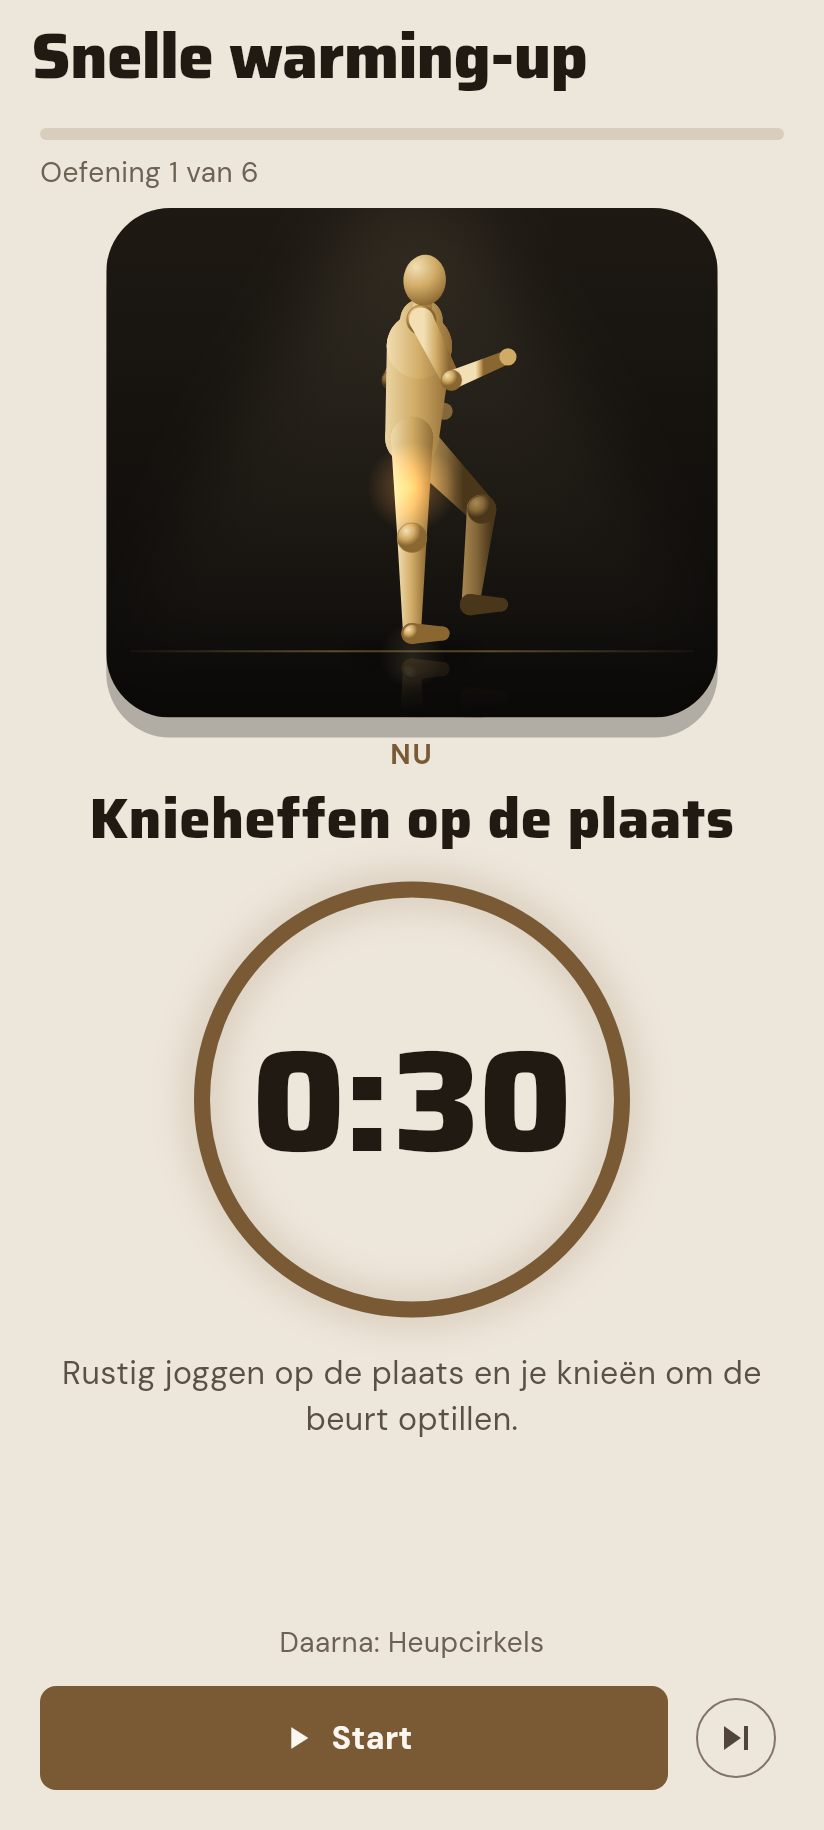 Snelle warming-up
Oefening 1 van 6
NU
Knieheffen op de plaats
0:30
Rustig joggen op de plaats en je knieën om de
beurt optillen.
Daarna: Heupcirkels
Start